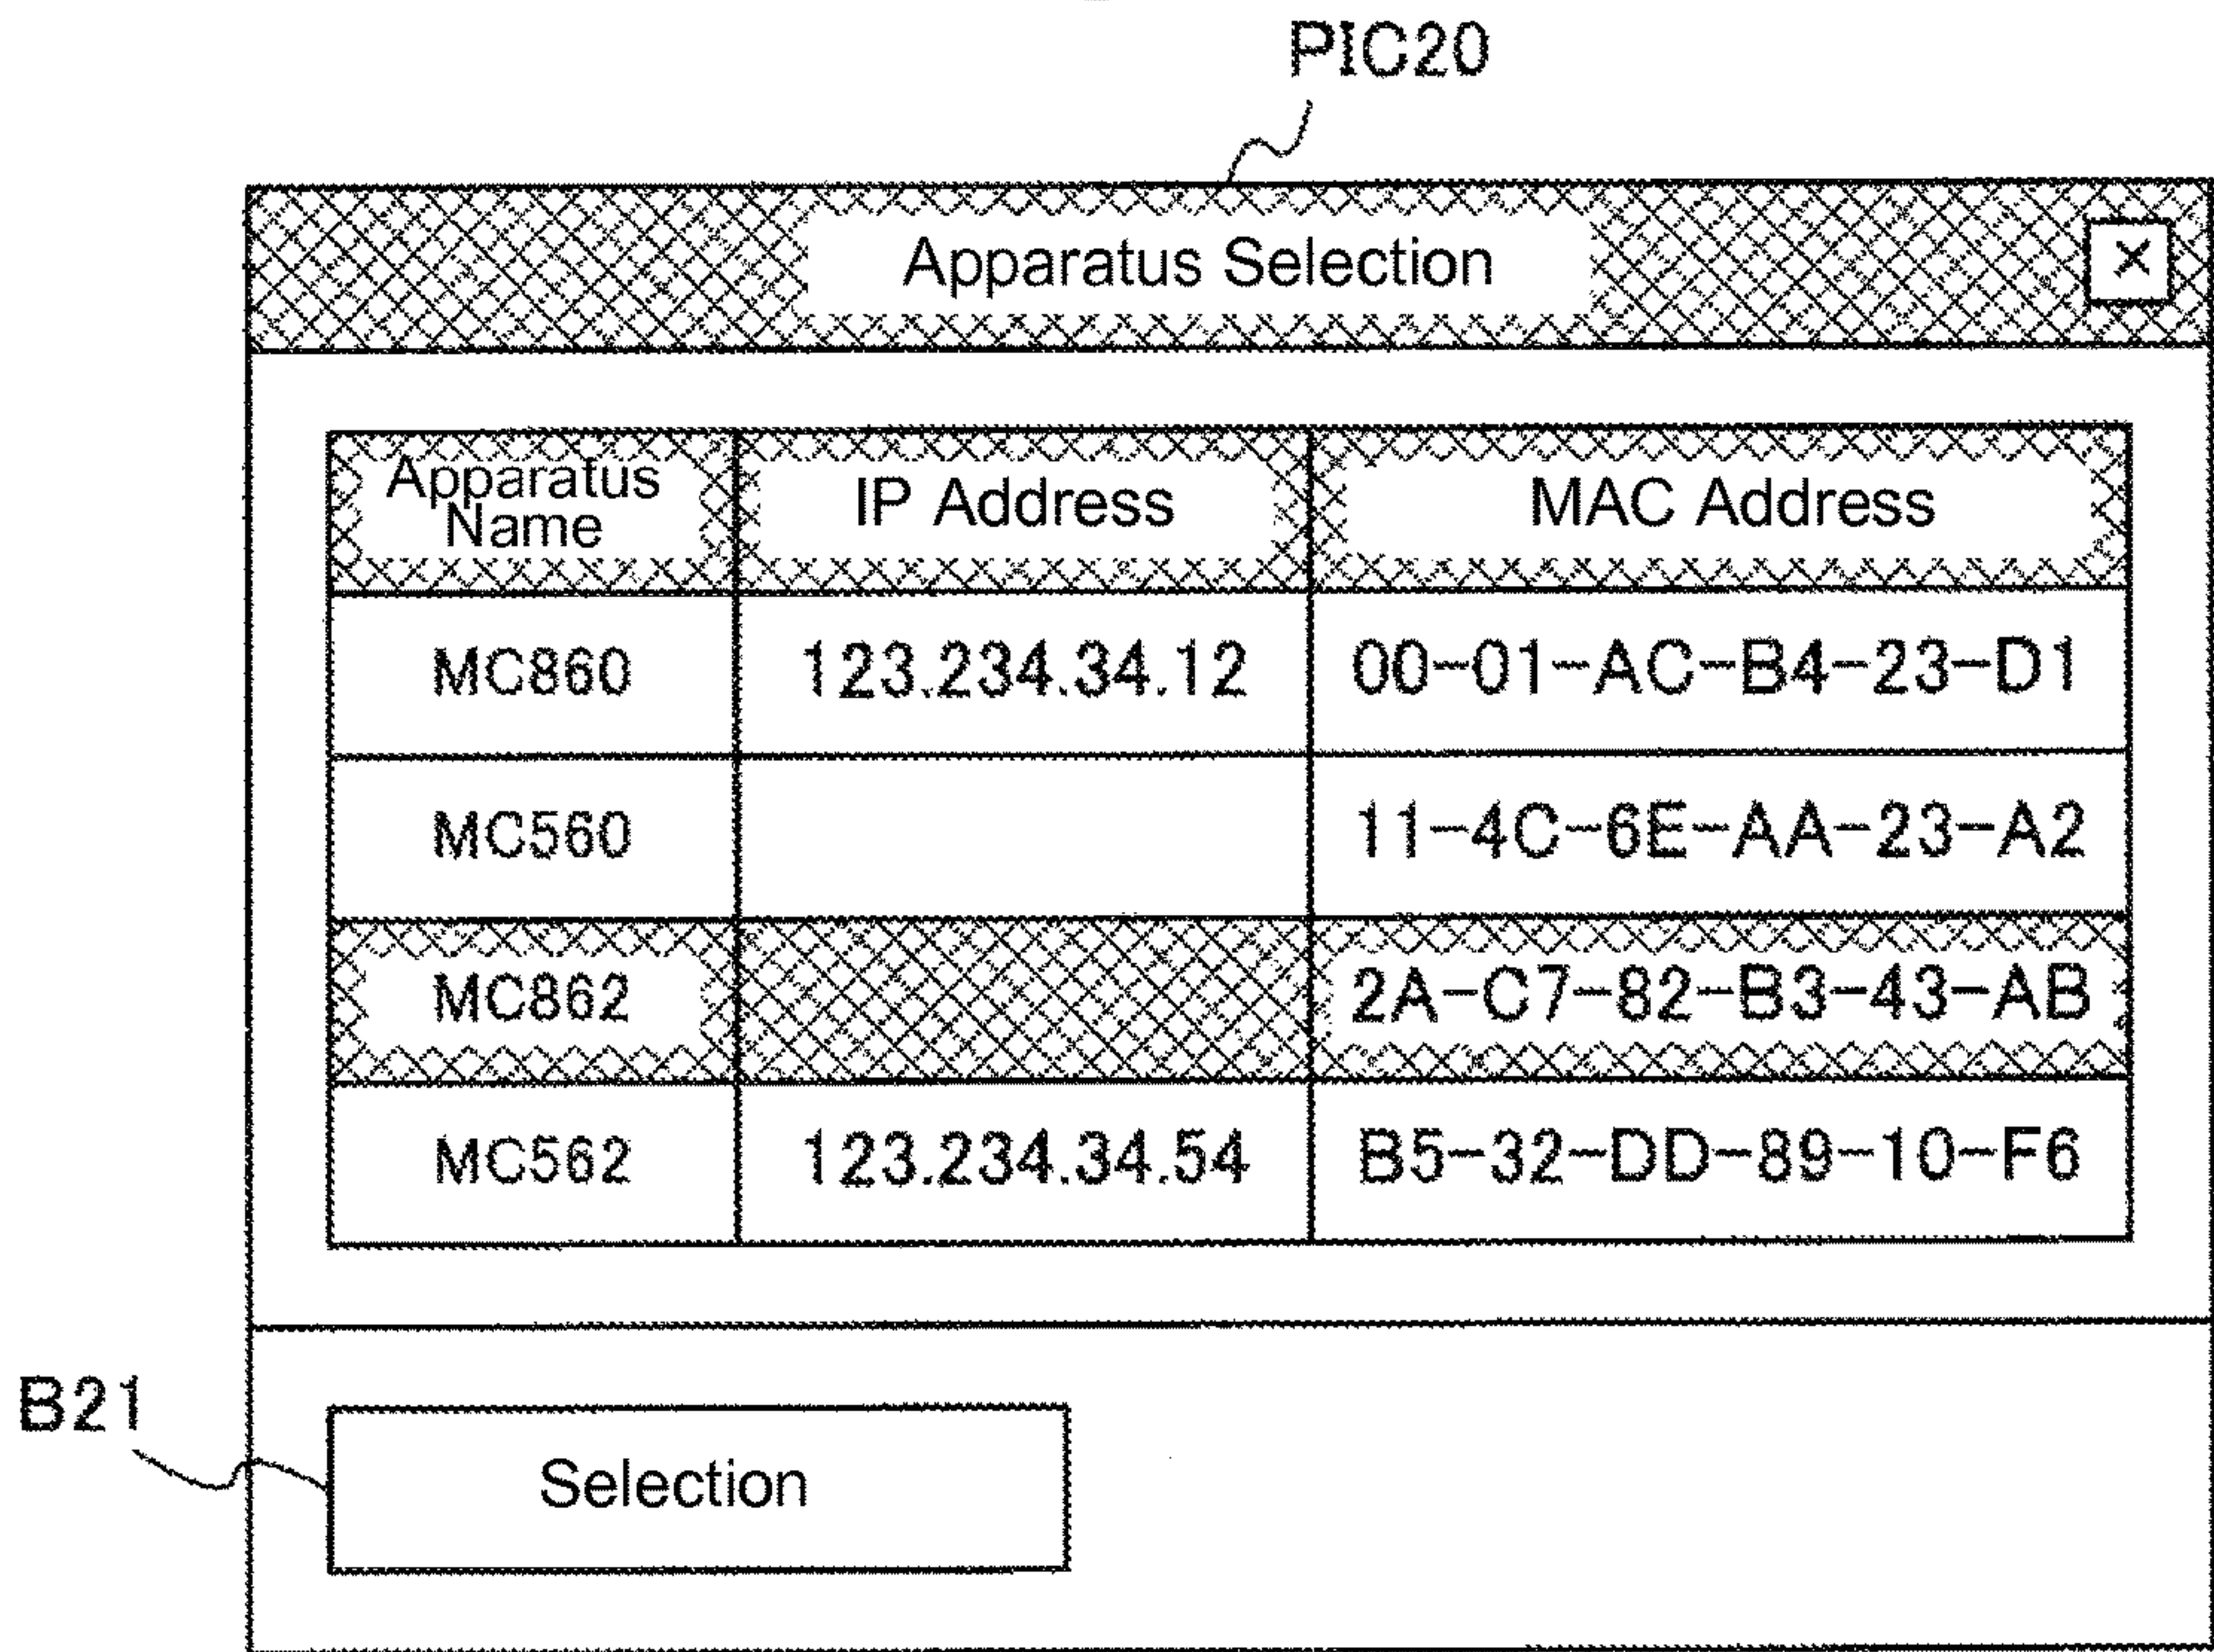 PIC20
Apparatus Selection ×
Apparatus
Name
IP Address
MAC Address
MC860 123.234.34.12 00-01-AC-B4-23-D1
MC560 11-4C-6E-AA-23-A2
MC862 2A-C7-82-B3-43-AB
MC562 123.234.34.54 B5-32-DD-89-10-F6
B21
Selection